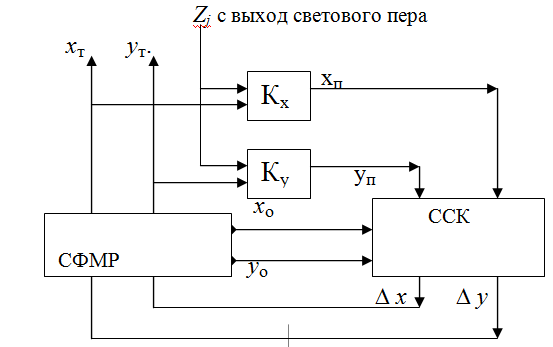 Zj с выход светового пера
xт
yт.
Kx
xп
Ky
yп
xо
ССК
СФМР
yо
Δ x
Δ y